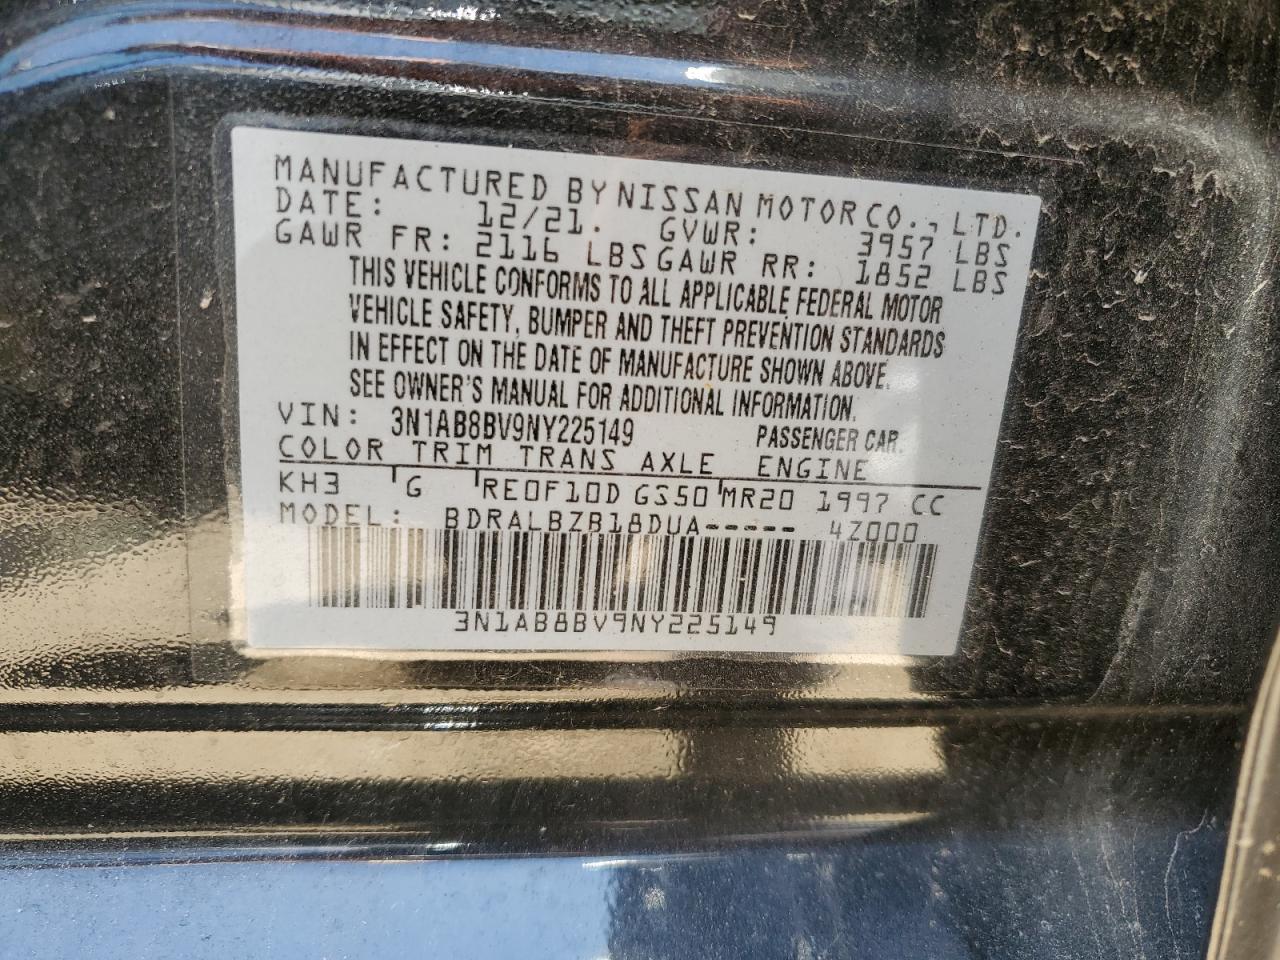 MANUFACTURED BY NISSAN MOTOR CO., LTD.
DATE: 12/21. GVWR: 3957 LBS
GAWR FR: 2116 LBS GAWR RR: 1852 LBS
THIS VEHICLE CONFORMS TO ALL APPLICABLE FEDERAL MOTOR
VEHICLE SAFETY, BUMPER AND THEFT PREVENTION STANDARDS
IN EFFECT ON THE DATE OF MANUFACTURE SHOWN ABOVE.
SEE OWNER'S MANUAL FOR ADDITIONAL INFORMATION.
VIN: 3N1AB8BV9NY225149 PASSENGER CAR.
COLOR TRIM TRANS AXLE ENGINE
KH3 G RE0F10D GS50 MR20 1997 CC
MODEL: BDRALBZB18DUA----- 4Z000
3N1AB8BV9NY225149